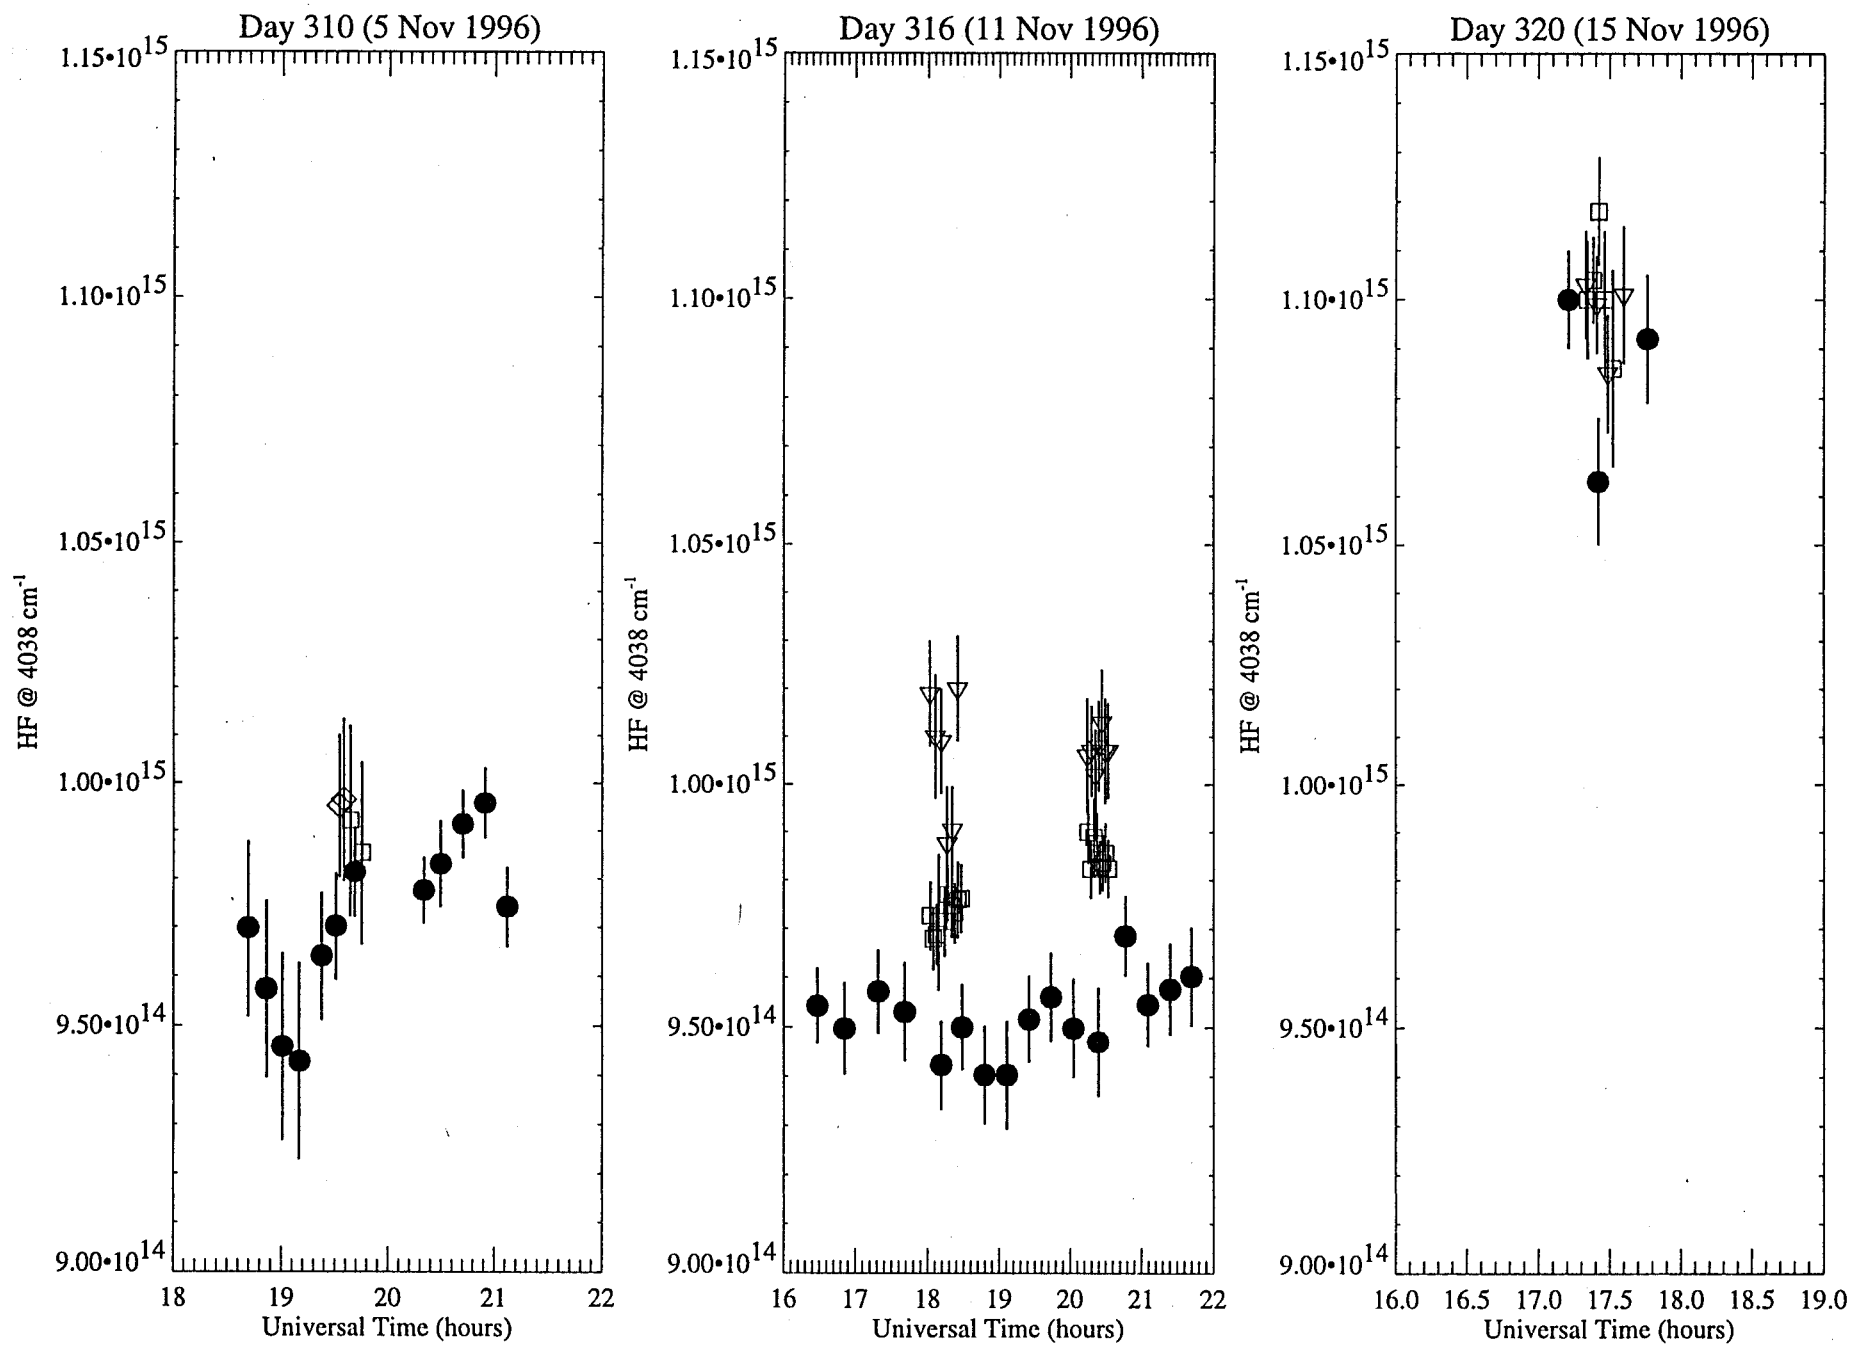 Day 310 (5 Nov 1996)
1.15•10^15
1.10•10^15
1.05•10^15
1.00•10^15
9.50•10^14
9.00•10^14
HF @ 4038 cm^-1
18 19 20 21 22
Universal Time (hours)
Day 316 (11 Nov 1996)
1.15•10^15
1.10•10^15
1.05•10^15
1.00•10^15
9.50•10^14
9.00•10^14
HF @ 4038 cm^-1
16 17 18 19 20 21 22
Universal Time (hours)
Day 320 (15 Nov 1996)
1.15•10^15
1.10•10^15
1.05•10^15
1.00•10^15
9.50•10^14
9.00•10^14
HF @ 4038 cm^-1
16.0 16.5 17.0 17.5 18.0 18.5 19.0
Universal Time (hours)